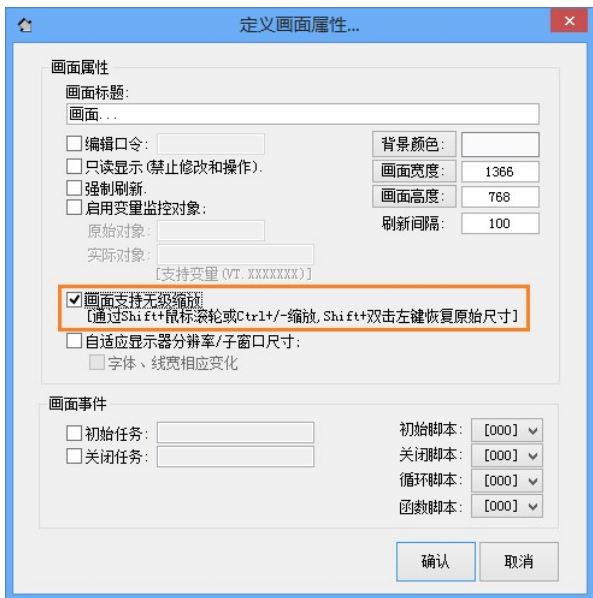 定义画面属性...
画面属性
画面标题:
画面...
编辑口令:
背景颜色:
只读显示(禁止修改和操作).
画面宽度: 1366
强制刷新.
画面高度: 768
启用变量监控对象;
刷新间隔: 100
原始对象:
实际对象:
[支持变量(VT.XXXXXXX)]
画面支持无级缩放
[通过Shift+鼠标滚轮或Ctrl+/-缩放,Shift+双击左键恢复原始尺寸]
自适应显示器分辨率/子窗口尺寸;
字体、线宽相应变化
画面事件
初始任务:
初始脚本: [000]
关闭任务:
关闭脚本: [000]
循环脚本: [000]
函数脚本: [000]
确认
取消